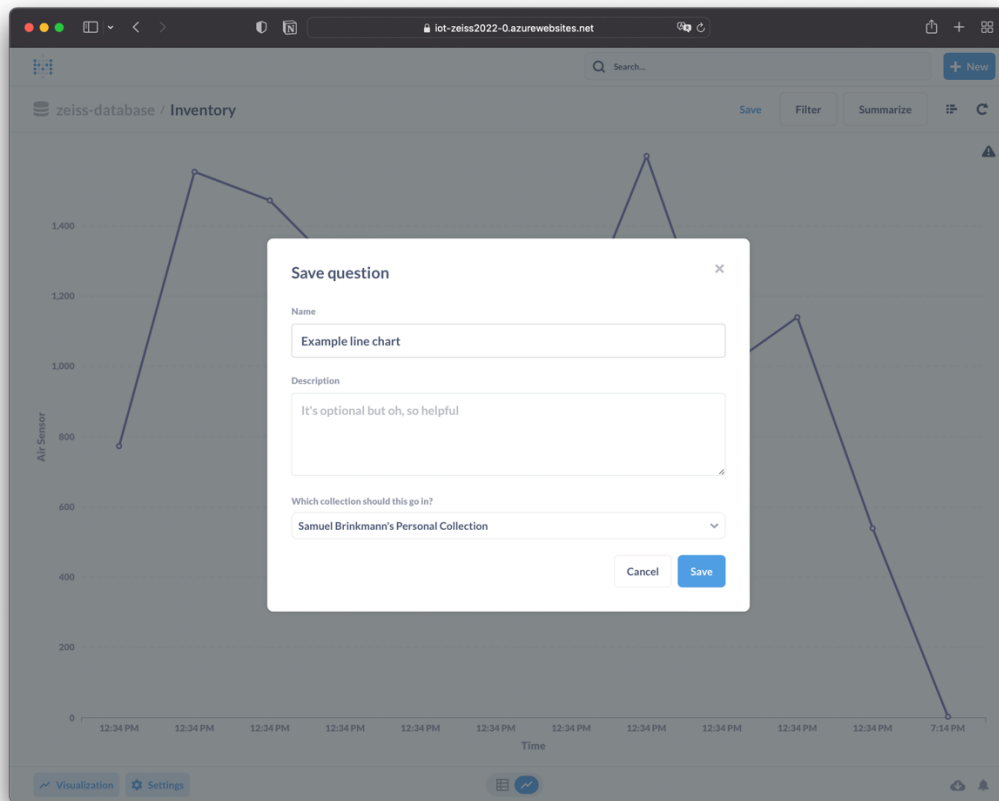 iot-zeiss2022-0.azurewebsites.net
Search...
+ New
zeiss-database / Inventory
Save
Filter
Summarize
1,400
1,200
1,000
800
600
400
200
0
Air Sensor
Save question
Name
Example line chart
Description
It's optional but oh, so helpful
Which collection should this go in?
Samuel Brinkmann's Personal Collection
Cancel
Save
12:34 PM 12:34 PM 12:34 PM 12:34 PM 12:34 PM 12:34 PM 12:34 PM 12:34 PM 12:34 PM 12:34 PM 12:34 PM 7:14 PM
Time
Visualization
Settings